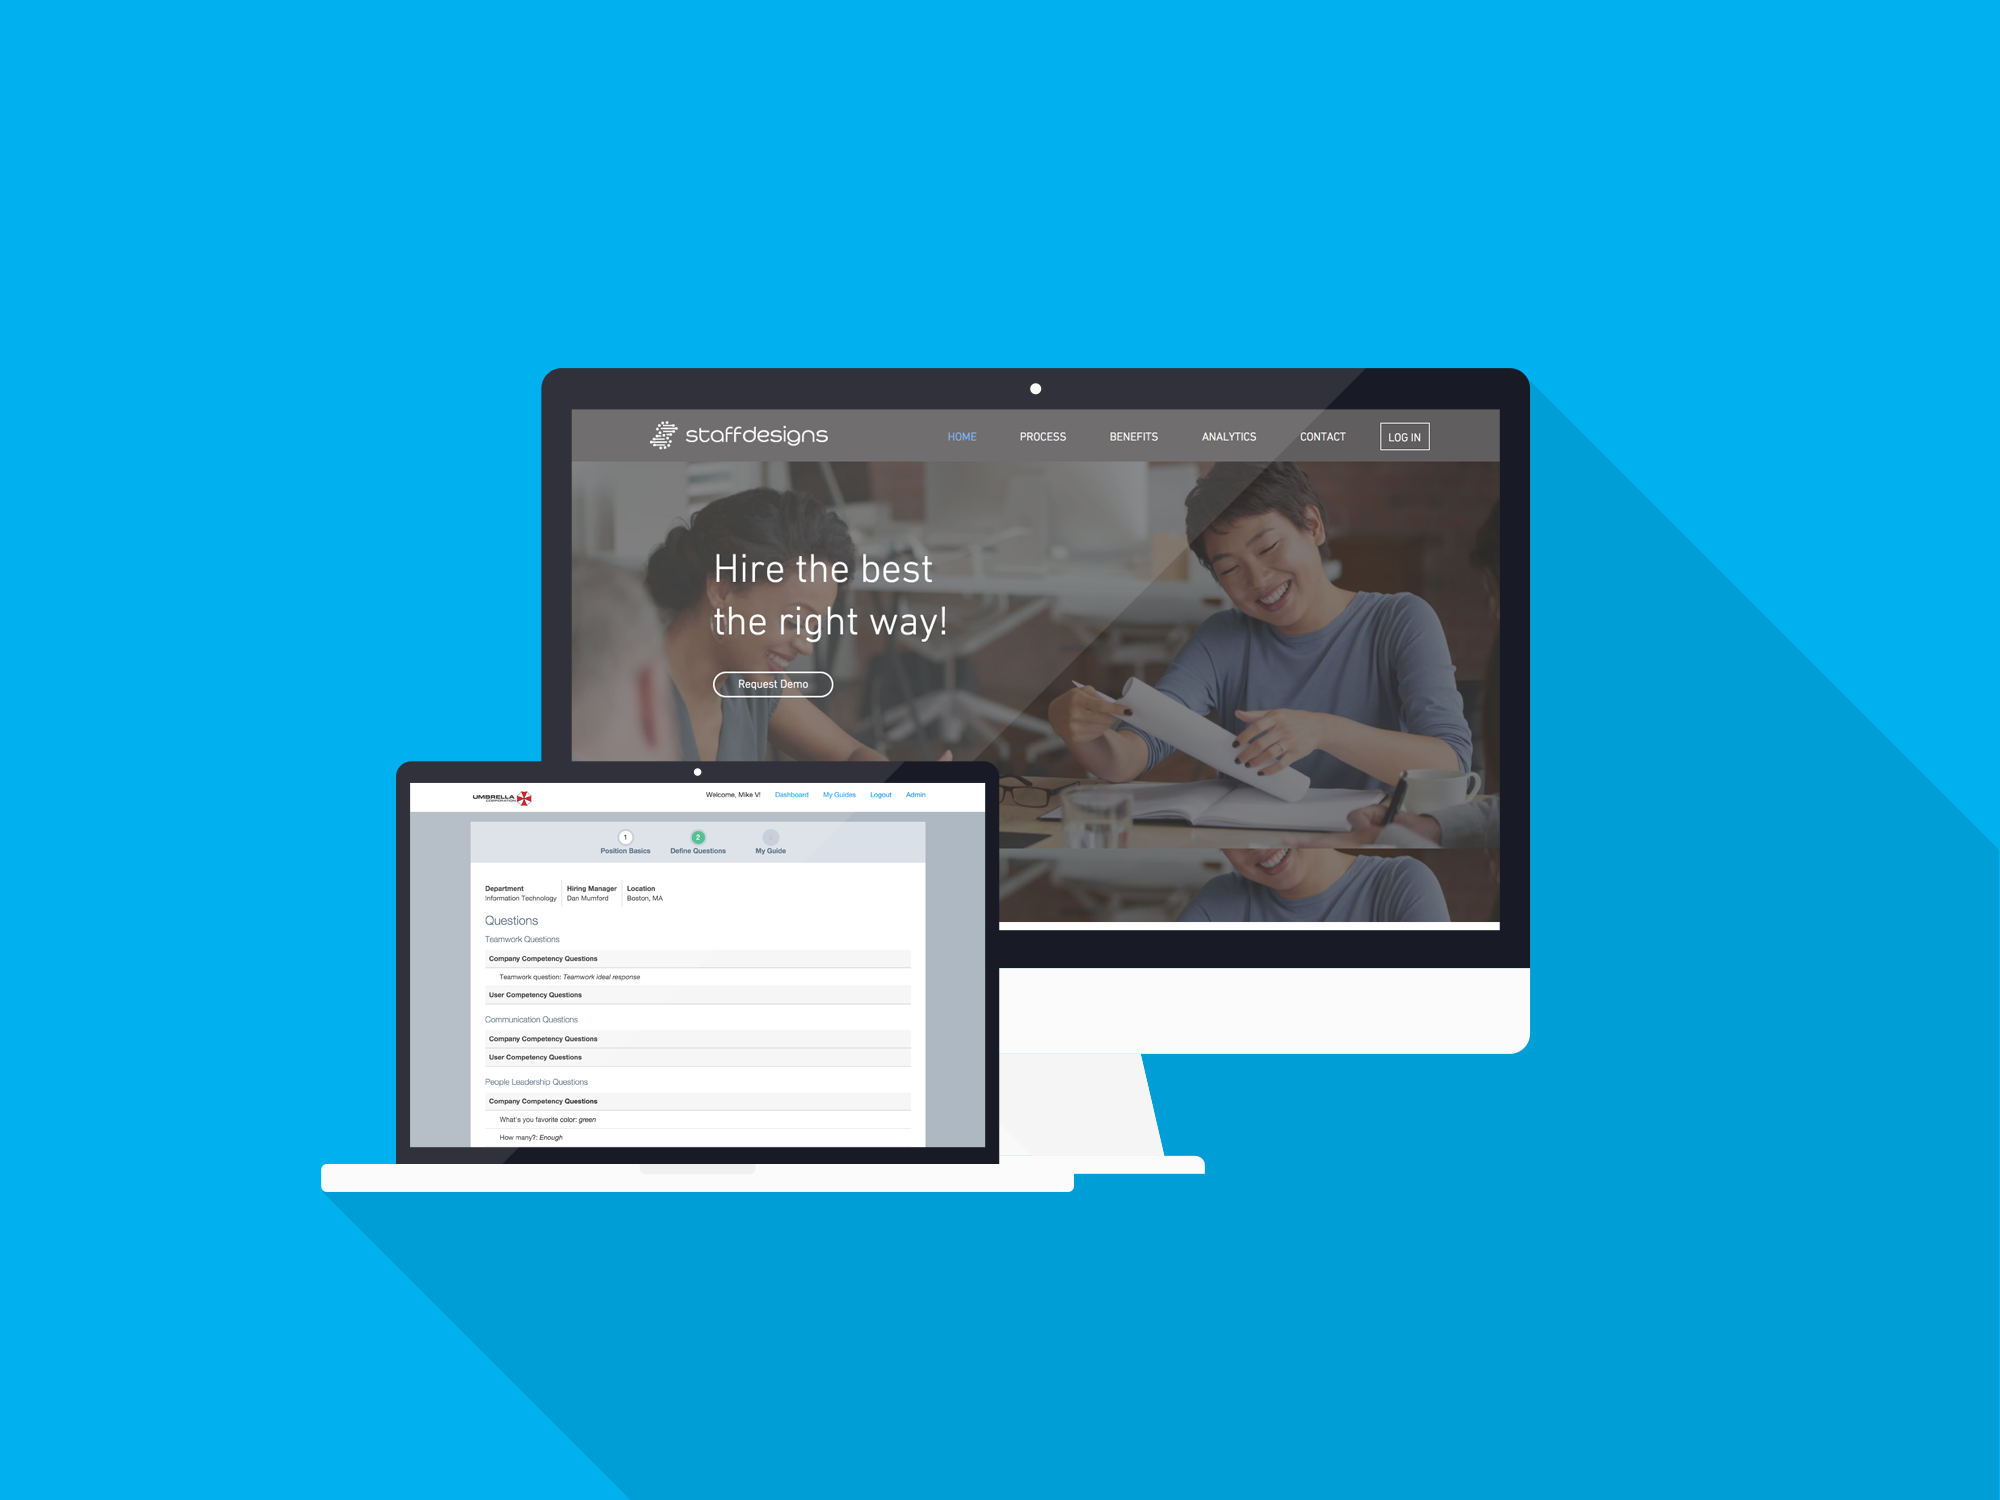 staffdesigns
HOME PROCESS BENEFITS ANALYTICS CONTACT LOG IN
Hire the best
the right way!
Request Demo
UMBRELLA
CORPORATION
Welcome, Mike V! Dashboard My Guides Logout Admin
1 2
Position Basics Define Questions My Guide
Department Hiring Manager Location
Information Technology Dan Mumford Boston, MA
Questions
Teamwork Questions
Company Competency Questions
Teamwork question: Teamwork ideal response
User Competency Questions
Communication Questions
Company Competency Questions
User Competency Questions
People Leadership Questions
Company Competency Questions
What's you favorite color: green
How many?: Enough